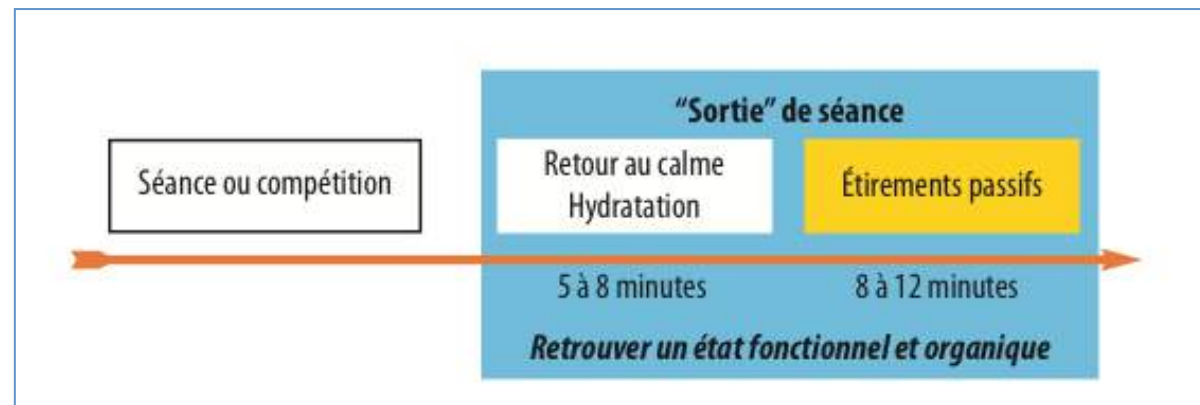 “Sortie” de séance
Séance ou compétition
Retour au calme
Hydratation
Étirements passifs
5 à 8 minutes
8 à 12 minutes
Retrouver un état fonctionnel et organique